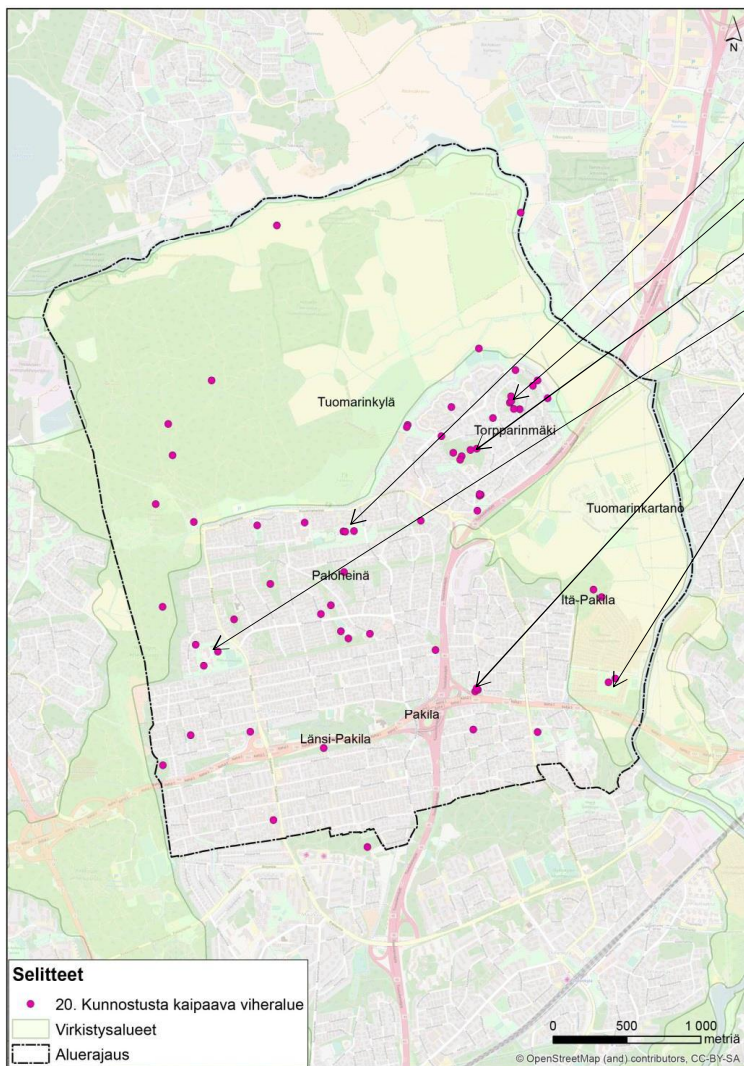 N
Tuomarinkylä
Torpparinmäki
Tuomarinkartano
Paloheinä
Itä-Pakila
Pakila
Länsi-Pakila
Selitteet
20. Kunnostusta kaipaava viheralue
Virkistysalueet
Aluerajaus
0 500 1 000
metriä
© OpenStreetMap (and) contributors, CC-BY-SA